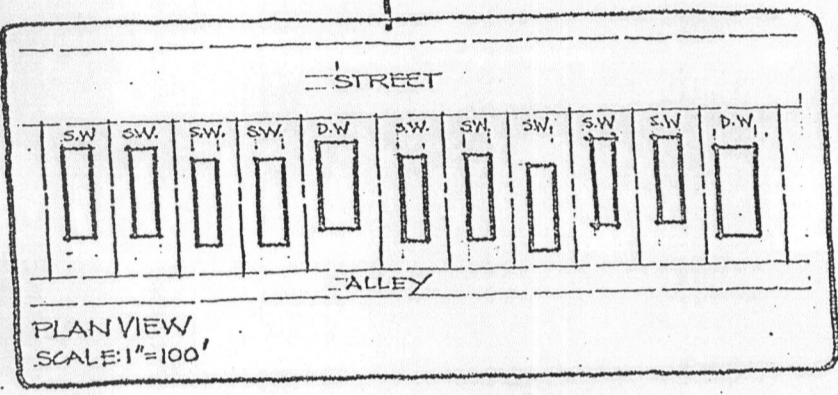 STREET
S.W. S.W. S.W. S.W. D.W. S.W. S.W. S.W. S.W. S.W. D.W.
ALLEY
PLAN VIEW
SCALE: 1"=100'